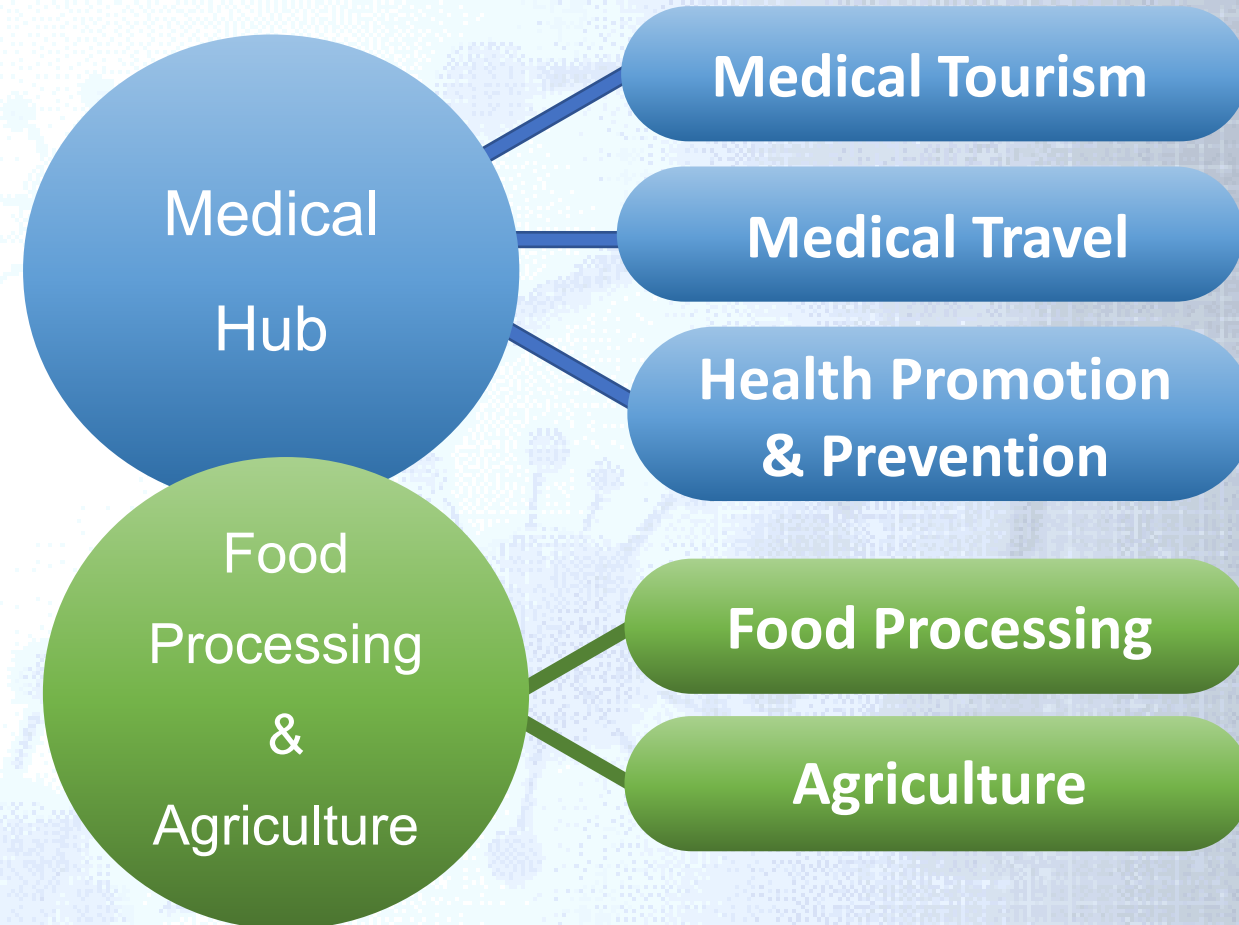 Medical
Hub
Medical Tourism
Medical Travel
Health Promotion
& Prevention
Food
Processing
&
Agriculture
Food Processing
Agriculture